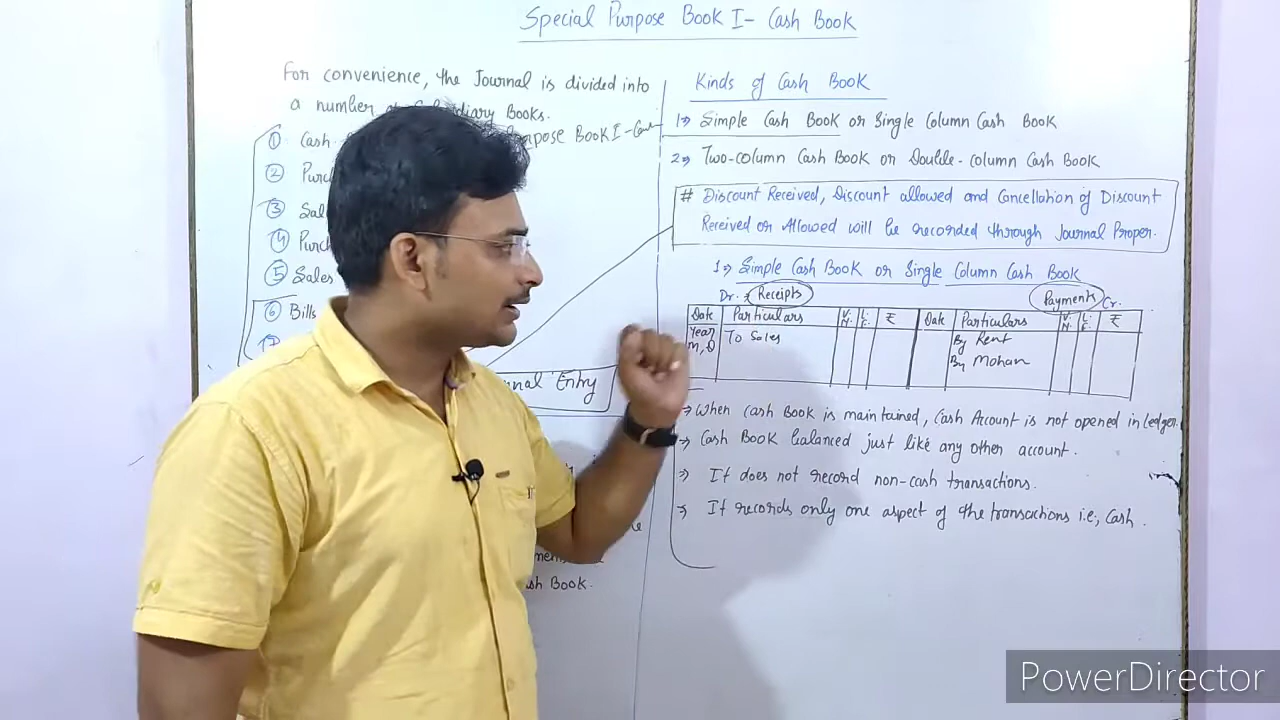 Special Purpose Book I- Cash Book
For convenience, the Journal is divided into
a number Subsidiary Books.
① Cash Purpose Book I-
②
③
④
⑤ Sales
⑥ Bills
Entry
the
Book.
Kinds of Cash Book
1⇒ Simple Cash Book or Single Column Cash Book
2⇒ Two-column Cash Book or Double-column Cash Book
# Discount Received, Discount allowed and Cancellation of Discount
Received or Allowed will be recorded through Journal Proper.
1⇒ Simple Cash Book or Single Column Cash Book
Dr. Receipts Payments Cr.
Date Particulars V.N. L.F. ₹ Date Particulars V.N. L.F. ₹
Year To Sales By Rent
M, D By Mohan
⇒ When Cash Book is maintained, Cash Account is not opened in Ledger.
⇒ Cash Book balanced just like any other account.
⇒ It does not record non-cash transactions.
⇒ It records only one aspect of the transactions i.e., Cash.
PowerDirector